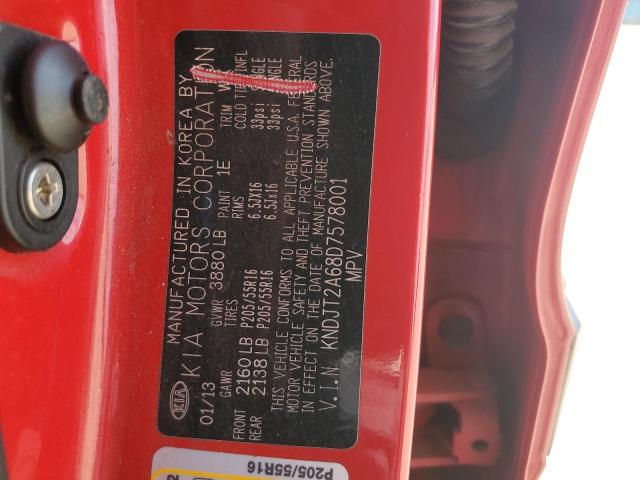 KIA MANUFACTURED IN KOREA BY
KIA MOTORS CORPORATION
01/13 GVWR 3880 LB PAINT 1E TRIM
GAWR TIRES RIMS COLD TIRE INFL
FRONT 2160 LB P205/55R16 6.5JX16 33psi
REAR 2138 LB P205/55R16 6.5Jx16 33psi
THIS VEHICLE CONFORMS TO ALL APPLICABLE U.S.A. FEDERAL
MOTOR VEHICLE SAFETY AND THEFT PREVENTION STANDARDS
IN EFFECT ON THE DATE OF MANUFACTURE SHOWN ABOVE.
V.I.N. KNDJT2A68D7578001
MPV
P205/55R16